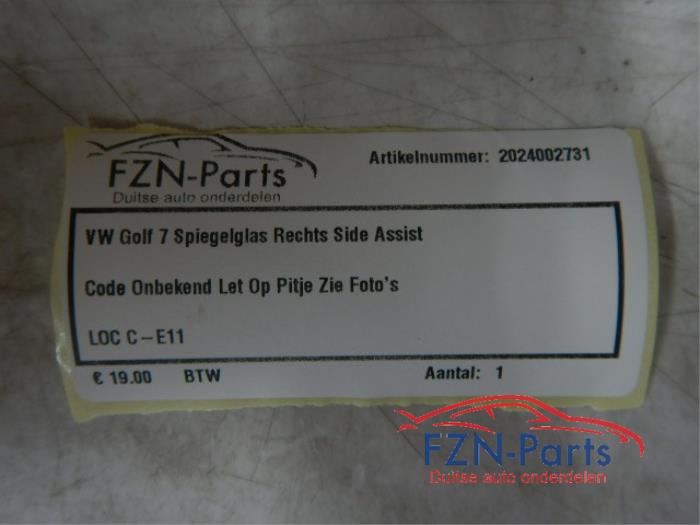 FZN-Parts
Duitse auto onderdelen
Artikelnummer: 2024002731
VW Golf 7 Spiegelglas Rechts Side Assist
Code Onbekend Let Op Pitje Zie Foto's
LOC C-E11
€ 19.00 BTW Aantal: 1
FZN-Parts
Duitse auto onderdelen